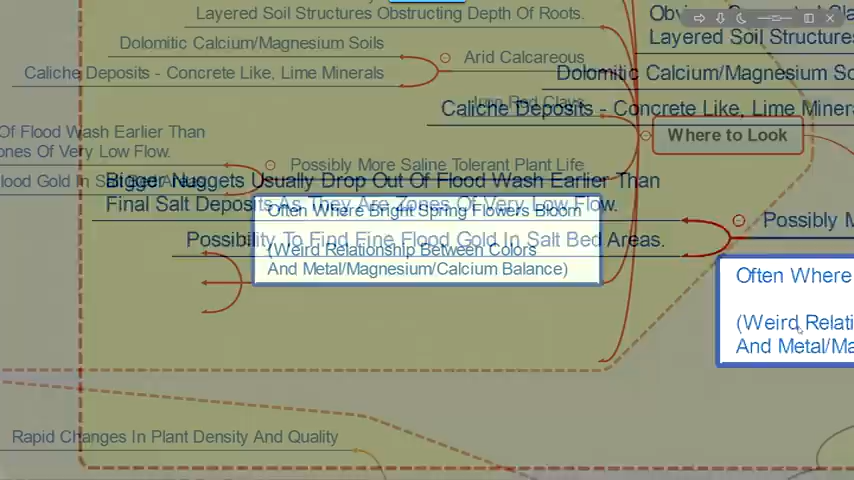 Layered Soil Structures Obstructing Depth Of Roots.
Layered Soil Structures
Dolomitic Calcium/Magnesium Soils
Arid Calcareous
Dolomitic Calcium/Magnesium
Caliche Deposits - Concrete Like, Lime Minerals
Iron Red Clays
Caliche Deposits - Concrete Like, Lime
Where to Look
Of Flood Wash Earlier Than
ones Of Very Low Flow.
Possibly More Saline Tolerant Plant Life
Bigger Nuggets Usually Drop Out Of Flood Wash Earlier Than
Final Salt Deposits As They Are Zones Of Very Low Flow.
Possibly
Often Where Bright Spring Flowers Bloom
Possibility To Find Fine Flood Gold In Salt Bed Areas.
(Weird Relationship Between Colors
And Metal/Magnesium/Calcium Balance)
Often Where
(Weird Relati
And Metal/Ma
Rapid Changes In Plant Density And Quality